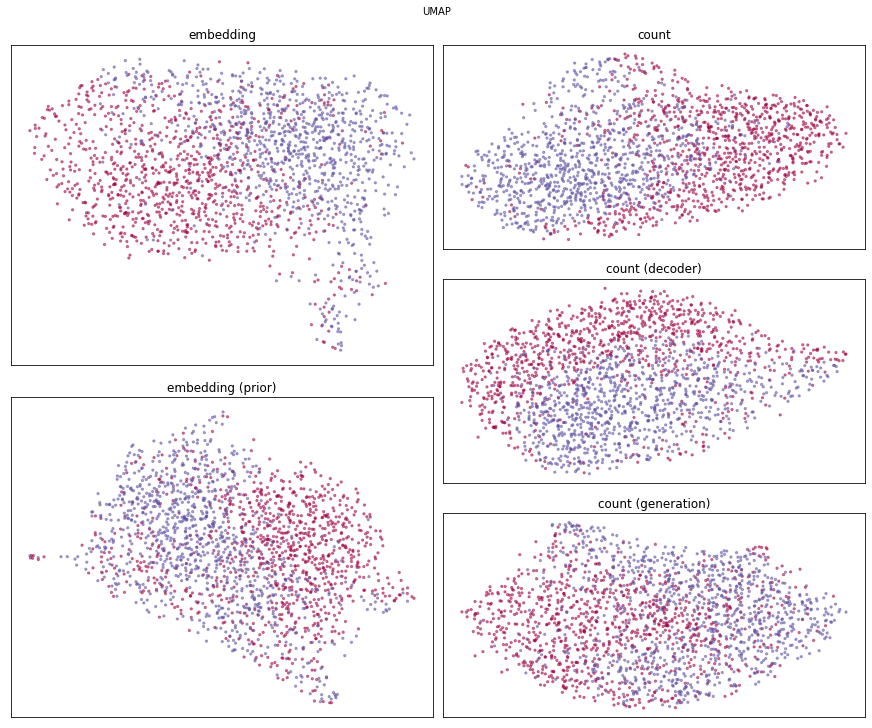 UMAP
embedding
count
count (decoder)
embedding (prior)
count (generation)